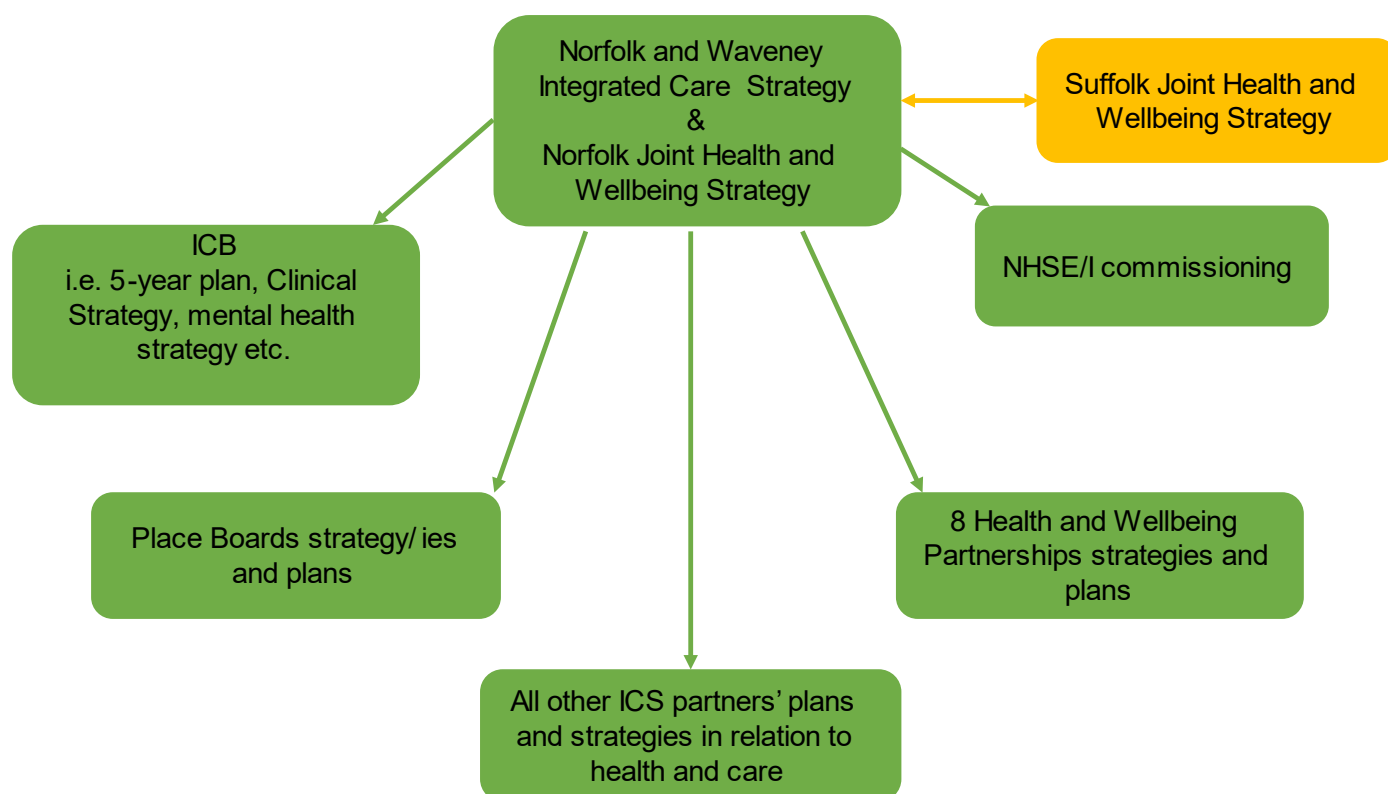 Norfolk and Waveney
Integrated Care Strategy
&
Norfolk Joint Health and
Wellbeing Strategy
Suffolk Joint Health and
Wellbeing Strategy
ICB
i.e. 5-year plan, Clinical
Strategy, mental health
strategy etc.
NHSE/I commissioning
Place Boards strategy/ies
and plans
8 Health and Wellbeing
Partnerships strategies and
plans
All other ICS partners’ plans
and strategies in relation to
health and care